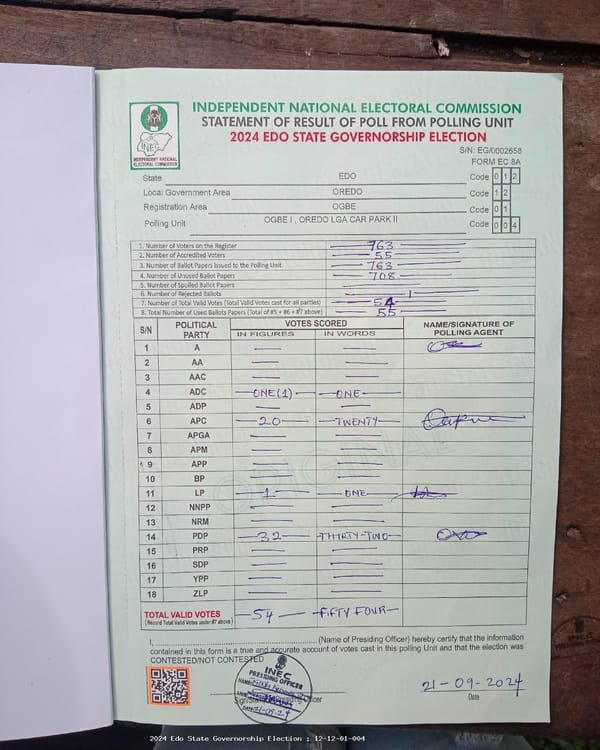 INDEPENDENT NATIONAL ELECTORAL COMMISSION
STATEMENT OF RESULT OF POLL FROM POLLING UNIT
2024 EDO STATE GOVERNORSHIP ELECTION
INEC
INDEPENDENT NATIONAL ELECTORAL COMMISSION
S/N: EG/0002658
FORM EC 8A
State EDO Code 0 1 2
Local Government Area OREDO Code 1 2
Registration Area OGBE Code 0 1
Polling Unit OGBE I , OREDO LGA CAR PARK II Code 0 0 4
1. Number of Voters on the Register 763
2. Number of Accredited Voters 55
3. Number of Ballot Papers Issued to the Polling Unit 763
4. Number of Unused Ballot Papers 708
5. Number of Spoiled Ballot Papers
6. Number of Rejected Ballots 1
7. Number of Total Valid Votes (Total Valid Votes cast for all parties) 54
8. Total Number of Used Ballots Papers (Total of #5 + #6 + #7 above) 55
S/N POLITICAL PARTY VOTES SCORED NAME/SIGNATURE OF POLLING AGENT
IN FIGURES IN WORDS
1 A
2 AA
3 AAC
4 ADC ONE(1) ONE
5 ADP
6 APC 20 TWENTY
7 APGA
8 APM
9 APP
10 BP
11 LP 1 ONE
12 NNPP
13 NRM
14 PDP 32 THIRTY-TWO
15 PRP
16 SDP
17 YPP
18 ZLP
TOTAL VALID VOTES 54 FIFTY FOUR
(Record Total Valid Votes under #7 above)
I, (Name of Presiding Officer) hereby certify that the information
contained in this form is a true and accurate account of votes cast in this polling Unit and that the election was
CONTESTED/NOT CONTESTED
INEC
PRESIDING OFFICER
21-09-2024
Date
2024 Edo State Governorship Election : 12-12-01-004